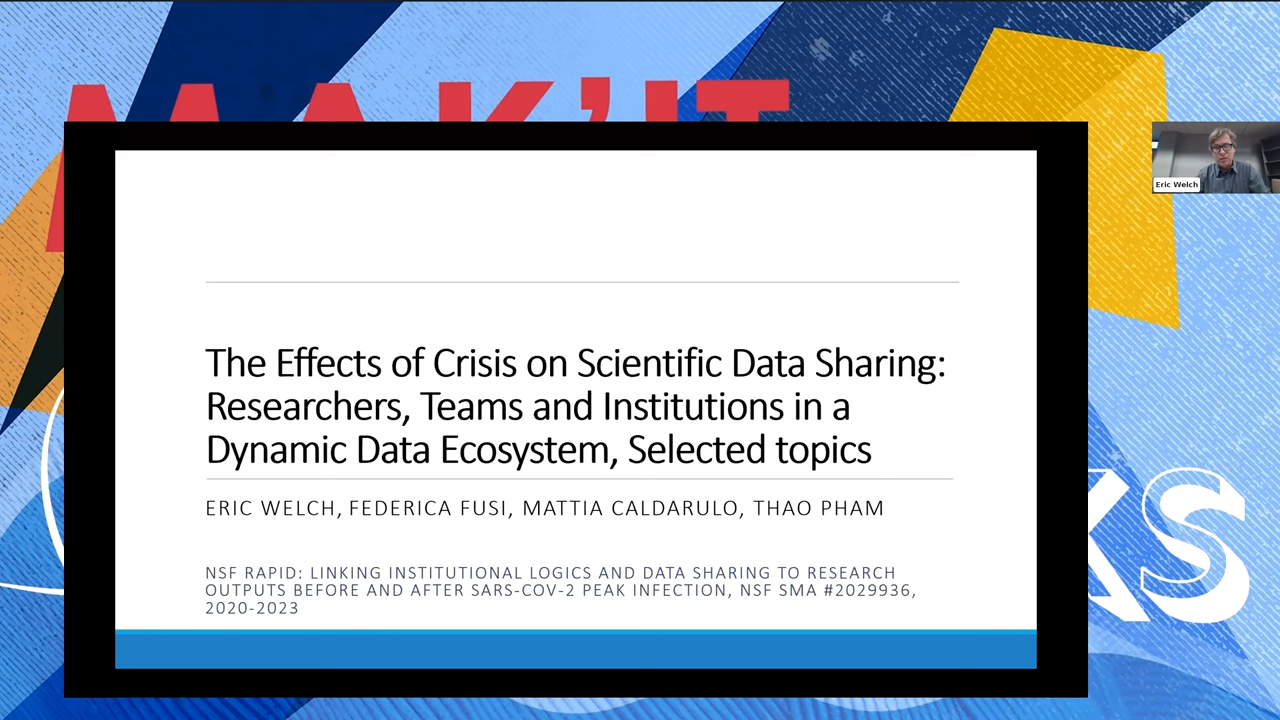 MAK'IT
Eric Welch
The Effects of Crisis on Scientific Data Sharing:
Researchers, Teams and Institutions in a
Dynamic Data Ecosystem, Selected topics
ERIC WELCH, FEDERICA FUSI, MATTIA CALDARULO, THAO PHAM
NSF RAPID: LINKING INSTITUTIONAL LOGICS AND DATA SHARING TO RESEARCH
OUTPUTS BEFORE AND AFTER SARS-COV-2 PEAK INFECTION, NSF SMA #2029936,
2020-2023